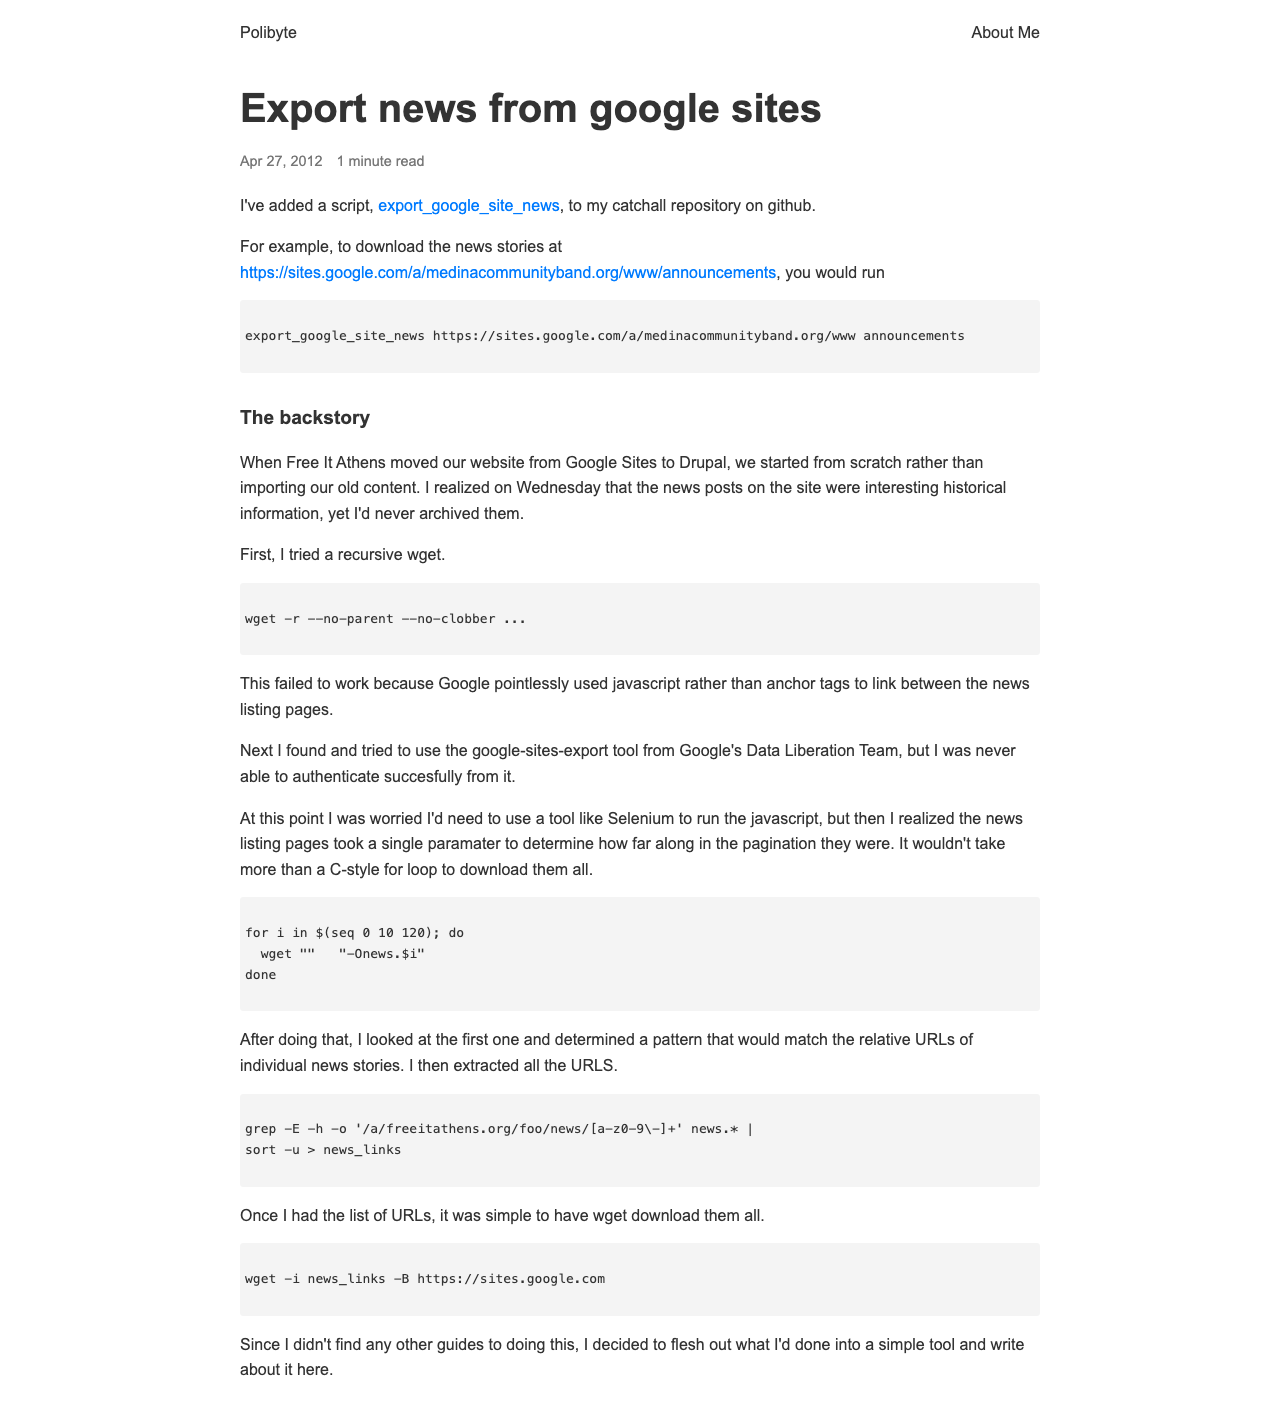 Polibyte
About Me
Export news from google sites
Apr 27, 2012 1 minute read
I've added a script, export_google_site_news, to my catchall repository on github.
For example, to download the news stories at
https://sites.google.com/a/medinacommunityband.org/www/announcements, you would run
export_google_site_news https://sites.google.com/a/medinacommunityband.org/www announcements
The backstory
When Free It Athens moved our website from Google Sites to Drupal, we started from scratch rather than
importing our old content. I realized on Wednesday that the news posts on the site were interesting historical
information, yet I'd never archived them.
First, I tried a recursive wget.
wget -r --no-parent --no-clobber ...
This failed to work because Google pointlessly used javascript rather than anchor tags to link between the news
listing pages.
Next I found and tried to use the google-sites-export tool from Google's Data Liberation Team, but I was never
able to authenticate succesfully from it.
At this point I was worried I'd need to use a tool like Selenium to run the javascript, but then I realized the news
listing pages took a single paramater to determine how far along in the pagination they were. It wouldn't take
more than a C-style for loop to download them all.
for i in $(seq 0 10 120); do
  wget ""   "-Onews.$i"
done
After doing that, I looked at the first one and determined a pattern that would match the relative URLs of
individual news stories. I then extracted all the URLS.
grep -E -h -o '/a/freeitathens.org/foo/news/[a-z0-9\-]+' news.* |
sort -u > news_links
Once I had the list of URLs, it was simple to have wget download them all.
wget -i news_links -B https://sites.google.com
Since I didn't find any other guides to doing this, I decided to flesh out what I'd done into a simple tool and write
about it here.